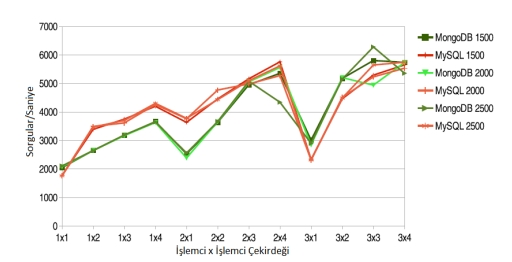 7000
6000
5000
4000
3000
2000
1000
0
Sorgular/Saniye
1x1 1x2 1x3 1x4 2x1 2x2 2x3 2x4 3x1 3x2 3x3 3x4
İşlemci x İşlemci Çekirdeği
MongoDB 1500
MySQL 1500
MongoDB 2000
MySQL 2000
MongoDB 2500
MySQL 2500